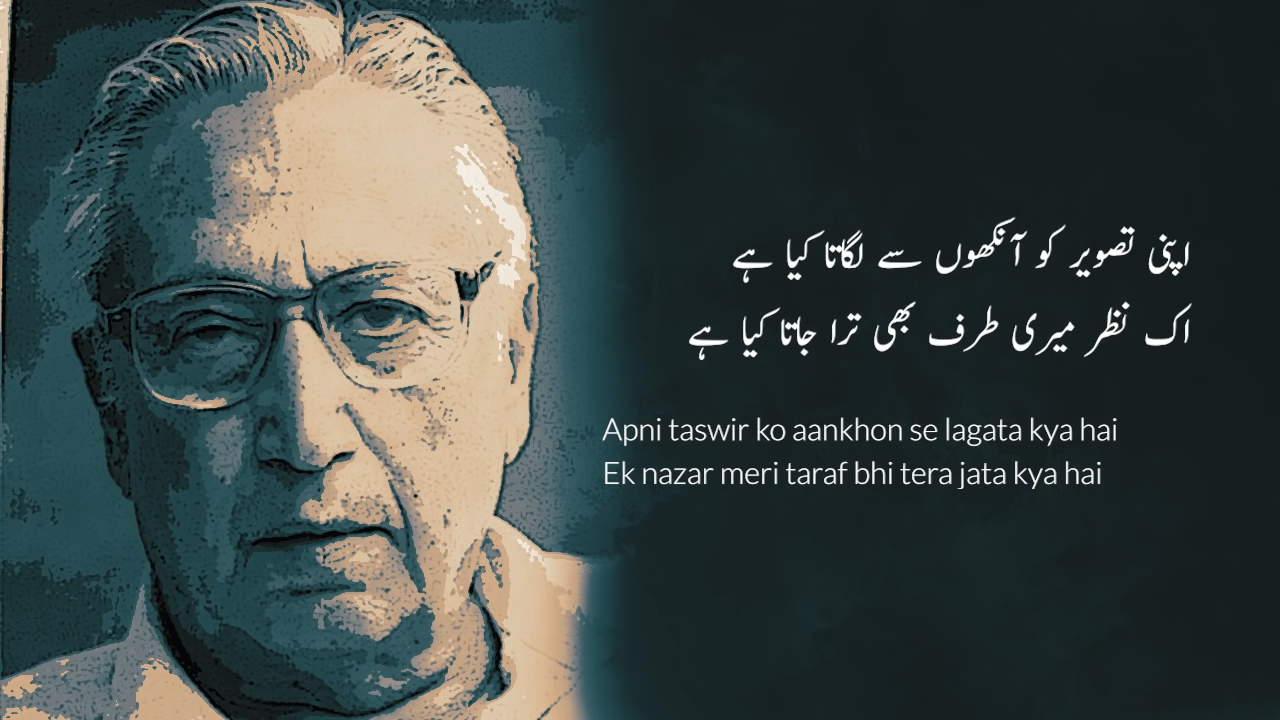 اپنی تصویر کو آنکھوں سے لگاتا کیا ہے
اک نظر میری طرف بھی ترا جاتا کیا ہے
Apni taswir ko aankhon se lagata kya hai
Ek nazar meri taraf bhi tera jata kya hai